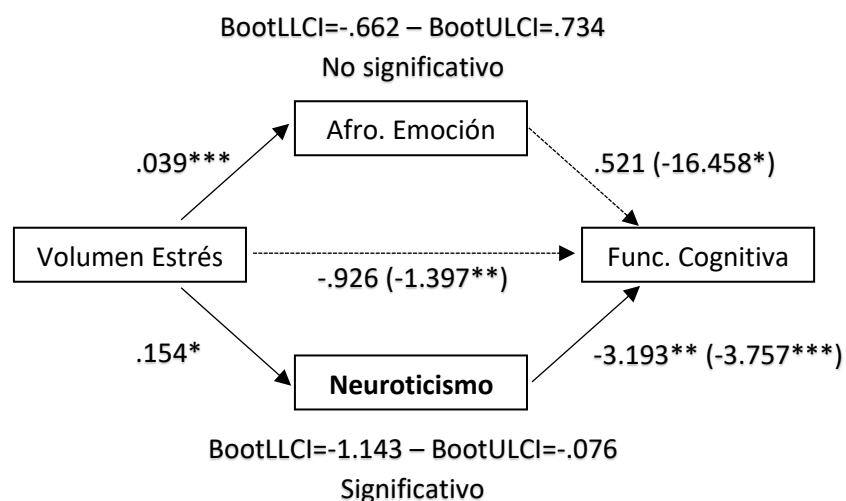 BootLLCI=-.662 – BootULCI=.734
No significativo
Afro. Emoción
.039***
.521 (-16.458*)
Volumen Estrés
Func. Cognitiva
-.926 (-1.397**)
.154*
-3.193** (-3.757***)
Neuroticismo
BootLLCI=-1.143 – BootULCI=-.076
Significativo